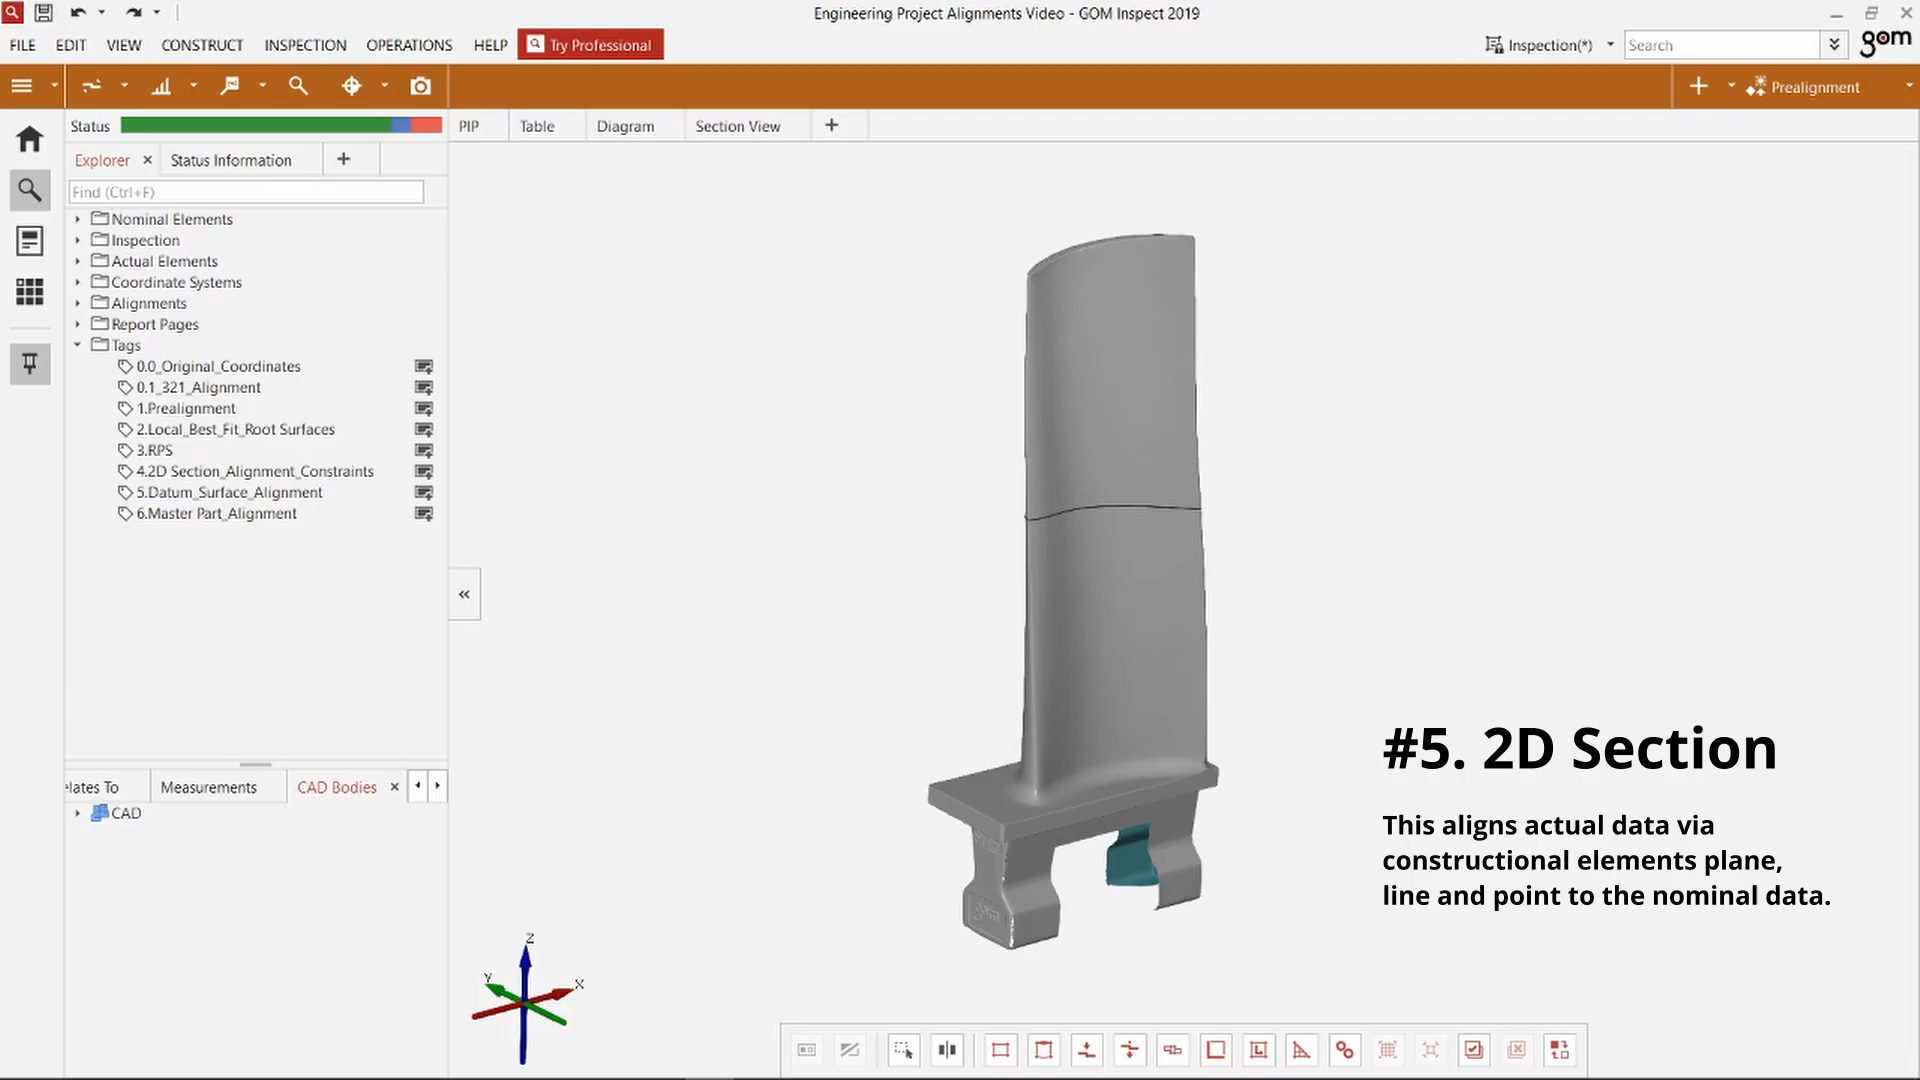 Engineering Project Alignments Video - GOM Inspect 2019
FILE EDIT VIEW CONSTRUCT INSPECTION OPERATIONS HELP Try Professional Inspection(*) Search gom
Prealignment
Status PIP Table Diagram Section View
Explorer Status Information
Find (Ctrl+F)
Nominal Elements
Inspection
Actual Elements
Coordinate Systems
Alignments
Report Pages
Tags
0.0_Original_Coordinates
0.1_321_Alignment
1.Prealignment
2.Local_Best_Fit_Root Surfaces
3.RPS
4.2D Section_Alignment_Constraints
5.Datum_Surface_Alignment
6.Master Part_Alignment
#5. 2D Section
This aligns actual data via
constructional elements plane,
line and point to the nominal data.
lates To Measurements CAD Bodies
CAD
Z
Y
X